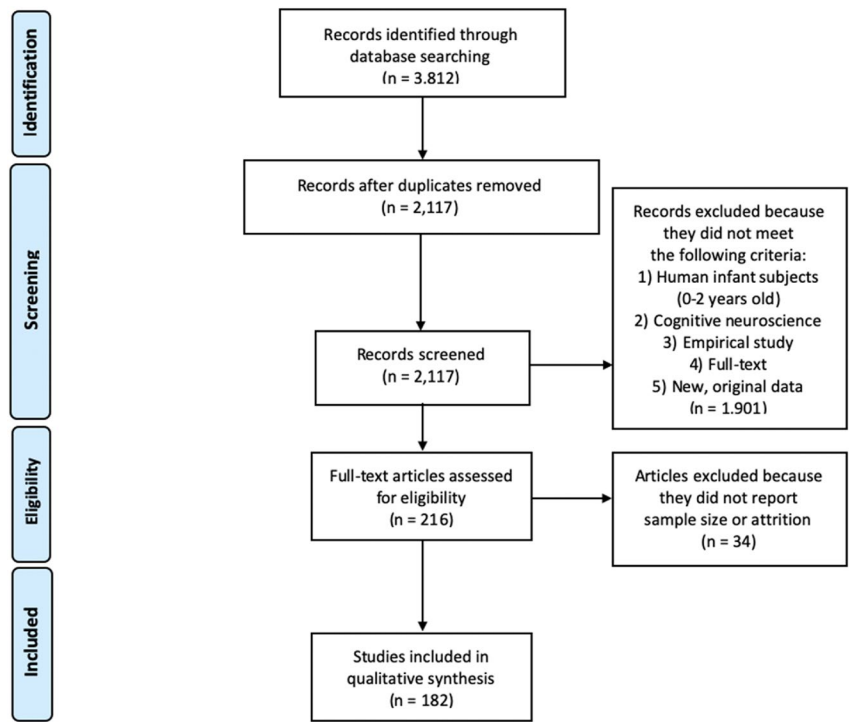 Identification
Records identified through
database searching
(n = 3.812)
Screening
Records after duplicates removed
(n = 2,117)
Records screened
(n = 2,117)
Records excluded because
they did not meet
the following criteria:
1) Human infant subjects
(0-2 years old)
2) Cognitive neuroscience
3) Empirical study
4) Full-text
5) New, original data
(n = 1.901)
Eligibility
Full-text articles assessed
for eligibility
(n = 216)
Articles excluded because
they did not report
sample size or attrition
(n = 34)
Included
Studies included in
qualitative synthesis
(n = 182)